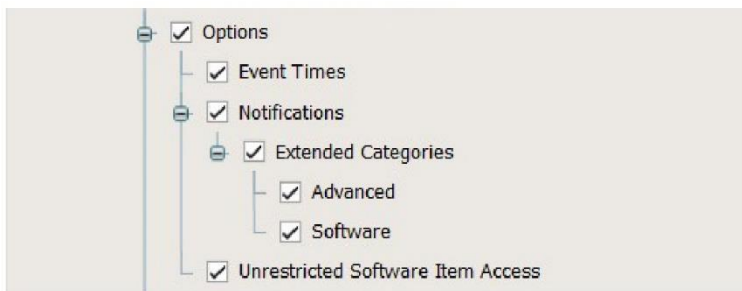 Options
Event Times
Notifications
Extended Categories
Advanced
Software
Unrestricted Software Item Access